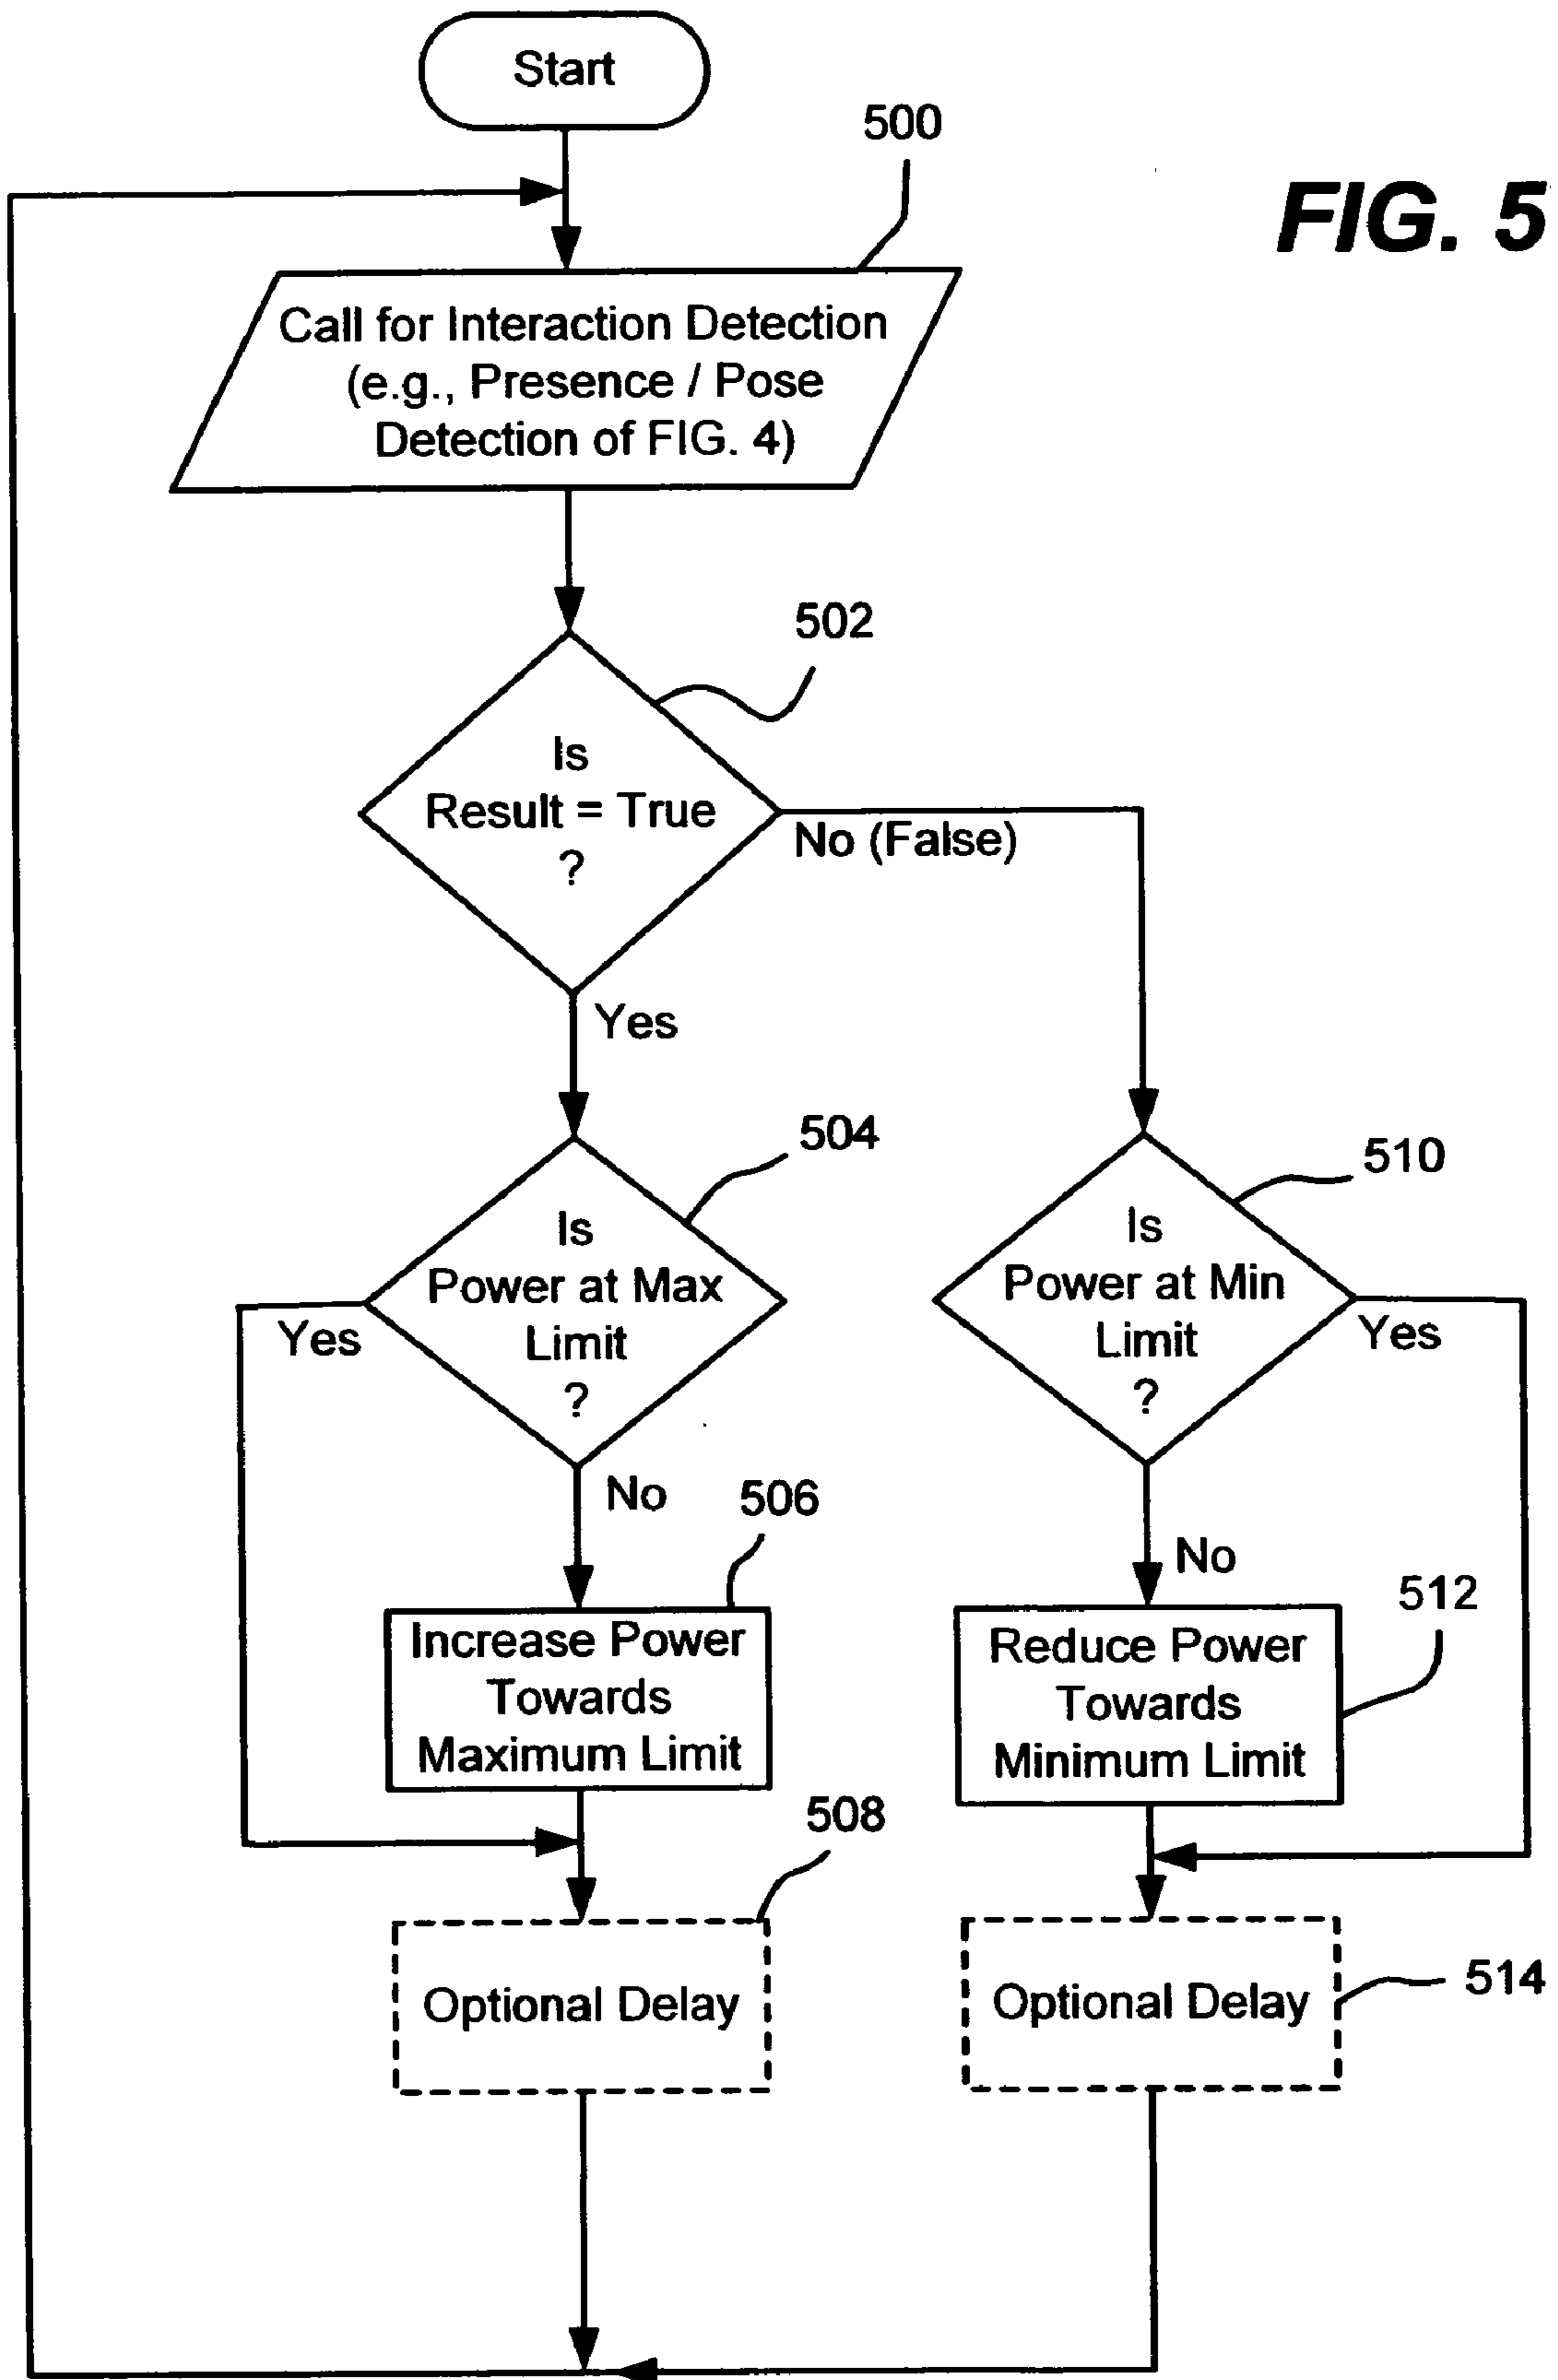 Start
500
FIG. 5
Call for Interaction Detection
(e.g., Presence / Pose
Detection of FIG. 4)
502
Is
Result = True
?
No (False)
Yes
504
Is
Power at Max
Limit
?
Yes
No
510
Is
Power at Min
Limit
?
Yes
No
506
Increase Power
Towards
Maximum Limit
512
Reduce Power
Towards
Minimum Limit
508
Optional Delay
Optional Delay
514